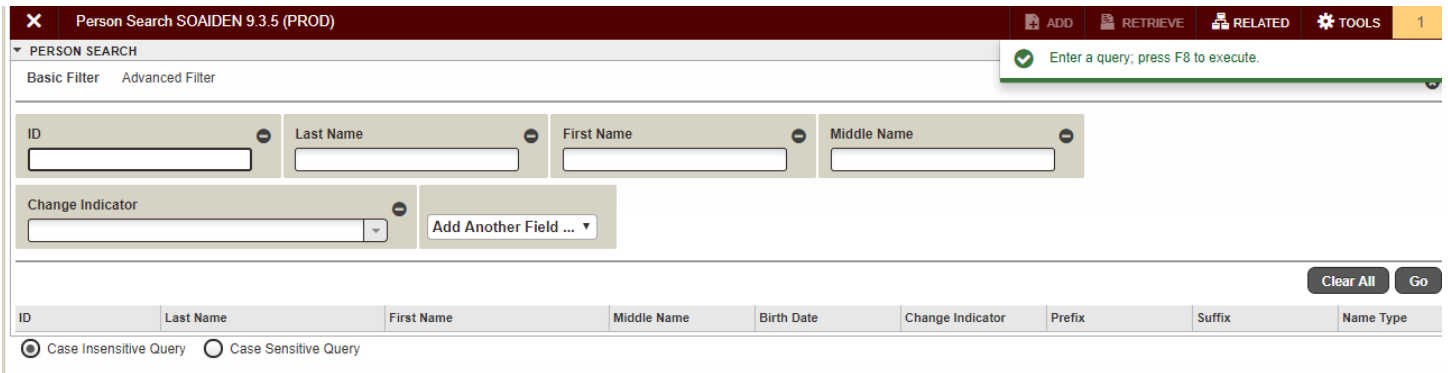 Person Search SOAIDEN 9.3.5 (PROD) ADD RETRIEVE RELATED TOOLS 1
PERSON SEARCH
Enter a query; press F8 to execute.
Basic Filter Advanced Filter
ID Last Name First Name Middle Name
Change Indicator
Add Another Field ...
Clear All Go
ID Last Name First Name Middle Name Birth Date Change Indicator Prefix Suffix Name Type
Case Insensitive Query Case Sensitive Query